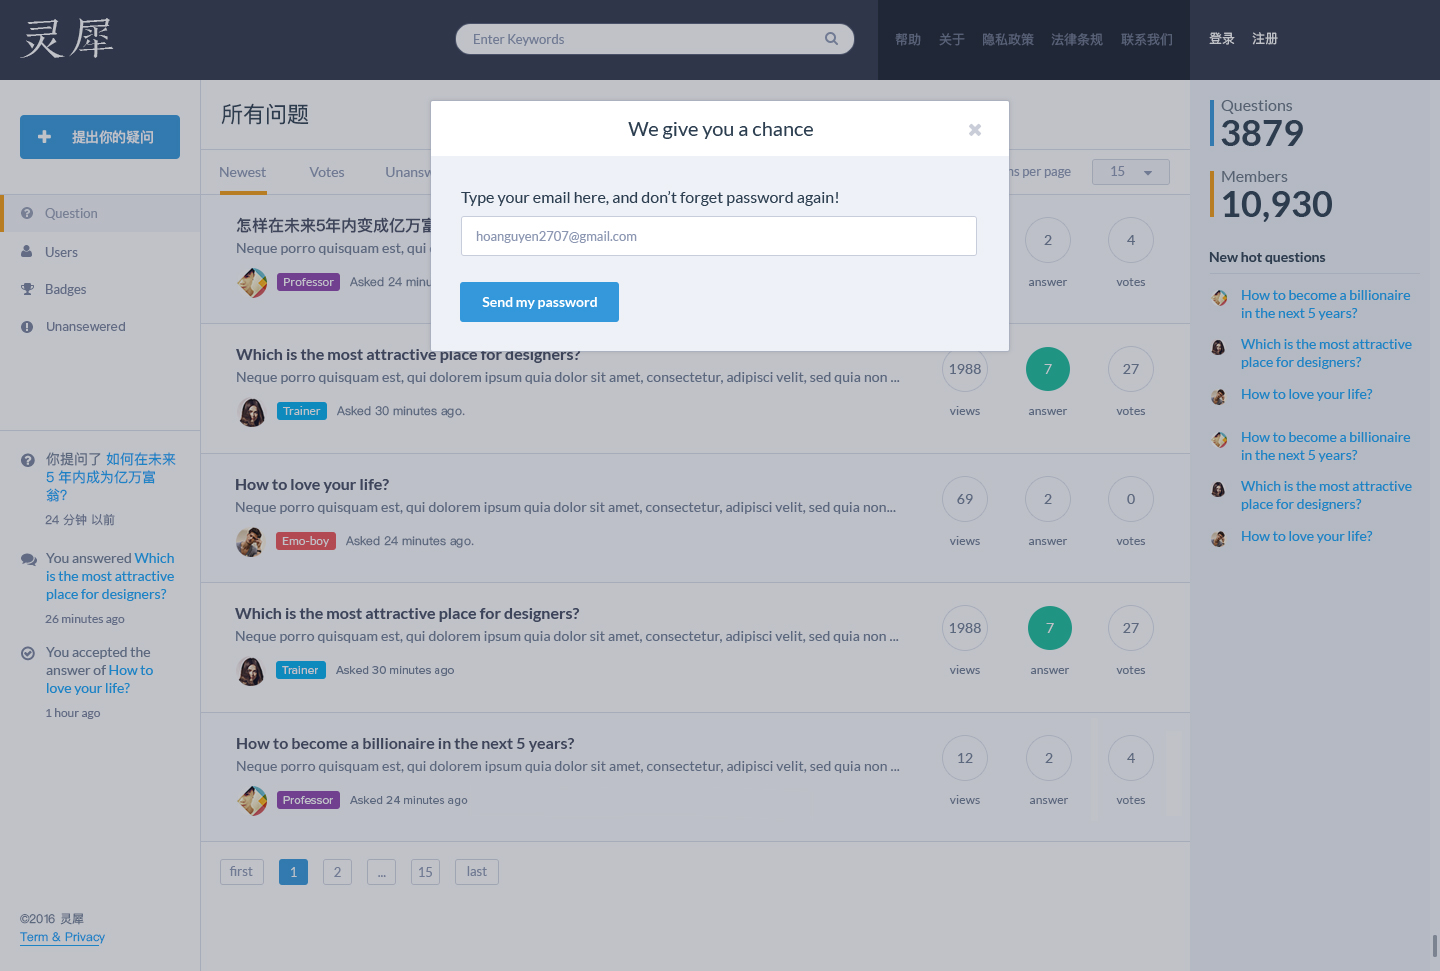 灵犀
Enter Keywords
帮助 关于 隐私政策 法律条规 联系我们
登录 注册
提出你的疑问
Question
Users
Badges
Unansewered
你提问了 如何在未来
5 年内成为亿万富
翁?
24 分钟 以前
You answered Which
is the most attractive
place for designers?
26 minutes ago
You accepted the
answer of How to
love your life?
1 hour ago
©2016 灵犀
Term & Privacy
所有问题
Newest Votes Unansw
ns per page 15
We give you a chance
Type your email here, and don’t forget password again!
hoanguyen2707@gmail.com
Send my password
怎样在未来5年内变成亿万富
Neque porro quisquam est, qui
Professor Asked 24 minu
2 4
answer votes
Which is the most attractive place for designers?
Neque porro quisquam est, qui dolorem ipsum quia dolor sit amet, consectetur, adipisci velit, sed quia non ...
Trainer Asked 30 minutes ago.
1988 7 27
views answer votes
How to love your life?
Neque porro quisquam est, qui dolorem ipsum quia dolor sit amet, consectetur, adipisci velit, sed quia non...
Emo-boy Asked 24 minutes ago.
69 2 0
views answer votes
Which is the most attractive place for designers?
Neque porro quisquam est, qui dolorem ipsum quia dolor sit amet, consectetur, adipisci velit, sed quia non ...
Trainer Asked 30 minutes ago
1988 7 27
views answer votes
How to become a billionaire in the next 5 years?
Neque porro quisquam est, qui dolorem ipsum quia dolor sit amet, consectetur, adipisci velit, sed quia non ...
Professor Asked 24 minutes ago
12 2 4
views answer votes
first 1 2 ... 15 last
Questions
3879
Members
10,930
New hot questions
How to become a billionaire
in the next 5 years?
Which is the most attractive
place for designers?
How to love your life?
How to become a billionaire
in the next 5 years?
Which is the most attractive
place for designers?
How to love your life?